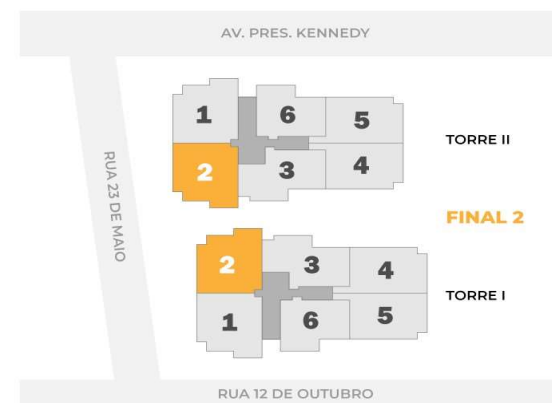 AV. PRES. KENNEDY
1
6
5
TORRE II
2
3
4
RUA 23 DE MAIO
FINAL 2
2
3
4
1
6
5
TORRE I
RUA 12 DE OUTUBRO